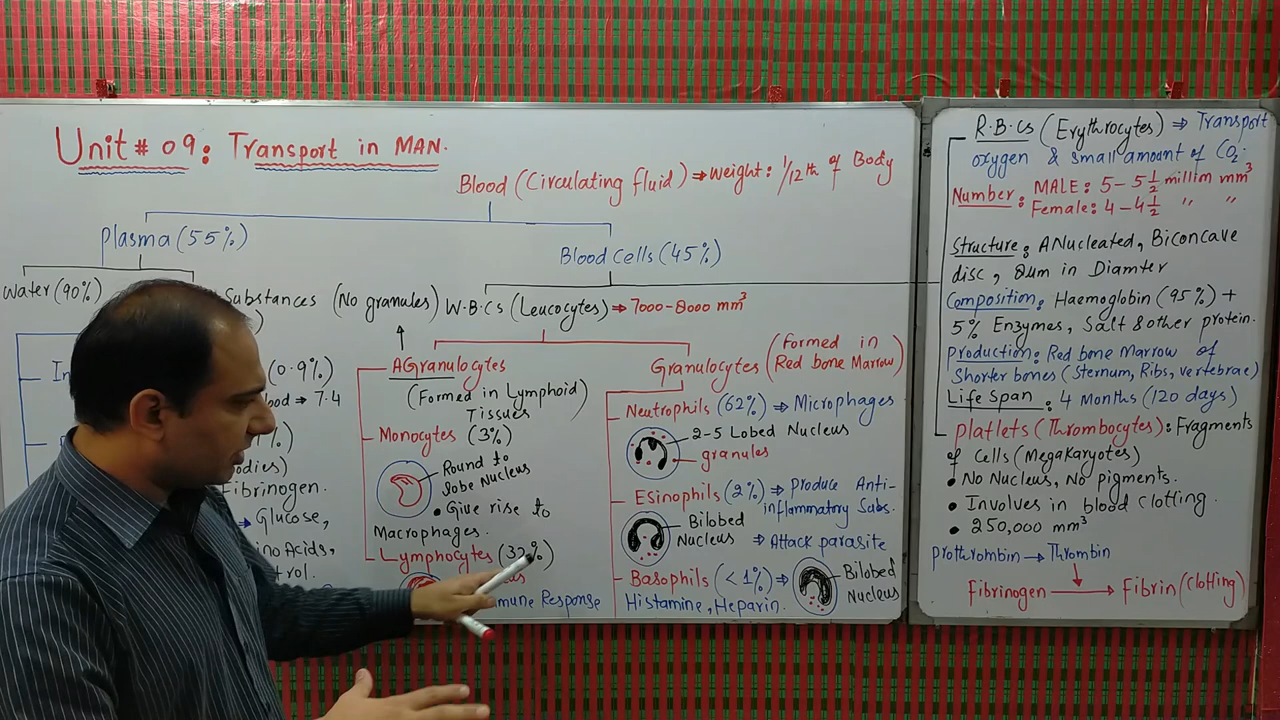 Unit # 09: Transport in MAN.
Blood (Circulating fluid) ⇒ Weight: 1/12th of Body
Plasma (55%)
Blood Cells (45%)
Water (90%)
Substances
(0.9%)
⇒ 7.4
Fibrinogen.
→ Glucose,
Acids,
(No granules)
W.B.Cs (Leucocytes) → 7000-8000 mm³
AGranulocytes
(Formed in Lymphoid)
Tissues
Monocytes (3%)
Round to
lobe Nucleus
• Give rise to
Macrophages.
Lymphocytes (32%)
Response
Granulocytes (Formed in
Red bone Marrow)
Neutrophils (62%) ⇒ Microphages
2-5 Lobed Nucleus
granules
Esinophils (2%) ⇒ Produce Anti-
inflammatory Subs.
Bilobed
Nucleus ⇒ Attack parasite
Basophils (<1%) ⇒
Histamine, Heparin.
Bilobed
Nucleus
R.B.Cs (Erythrocytes) ⇒ Transport
oxygen & small amount of CO₂.
Number: MALE: 5-5½ millim mm³
Female: 4-4½ " "
Structure: ANucleated, Biconcave
disc, 8um in Diamter
Composition: Haemoglobin (95%) +
5% Enzymes, Salt & other protein.
Production: Red bone Marrow of
Shorter bones (Sternum, Ribs, vertebrae)
Life Span: 4 Months (120 days)
Platlets (Thrombocytes): Fragments
of Cells (Megakaryotes)
• No Nucleus, No pigments.
• Involves in blood clotting.
• 250,000 mm³
Prothrombin → Thrombin
Fibrinogen → Fibrin (Clotting)